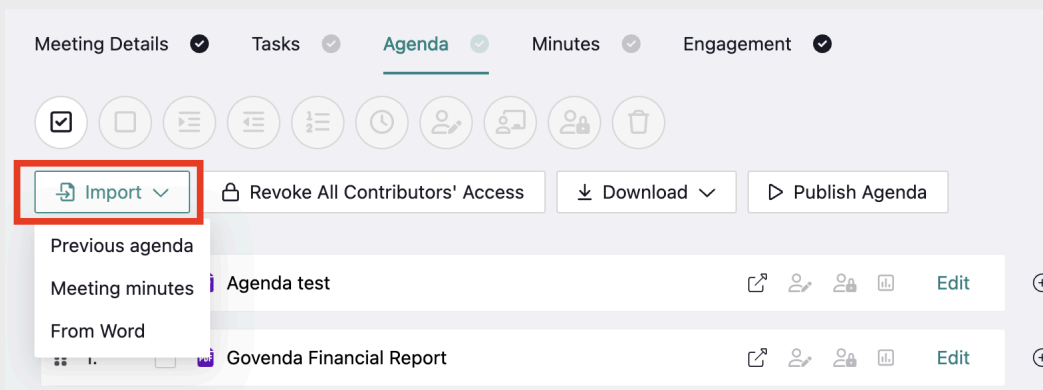 Meeting Details Tasks Agenda Minutes Engagement
Import Revoke All Contributors' Access Download Publish Agenda
Previous agenda
Agenda test Edit
Meeting minutes
From Word
1. PDF Govenda Financial Report Edit